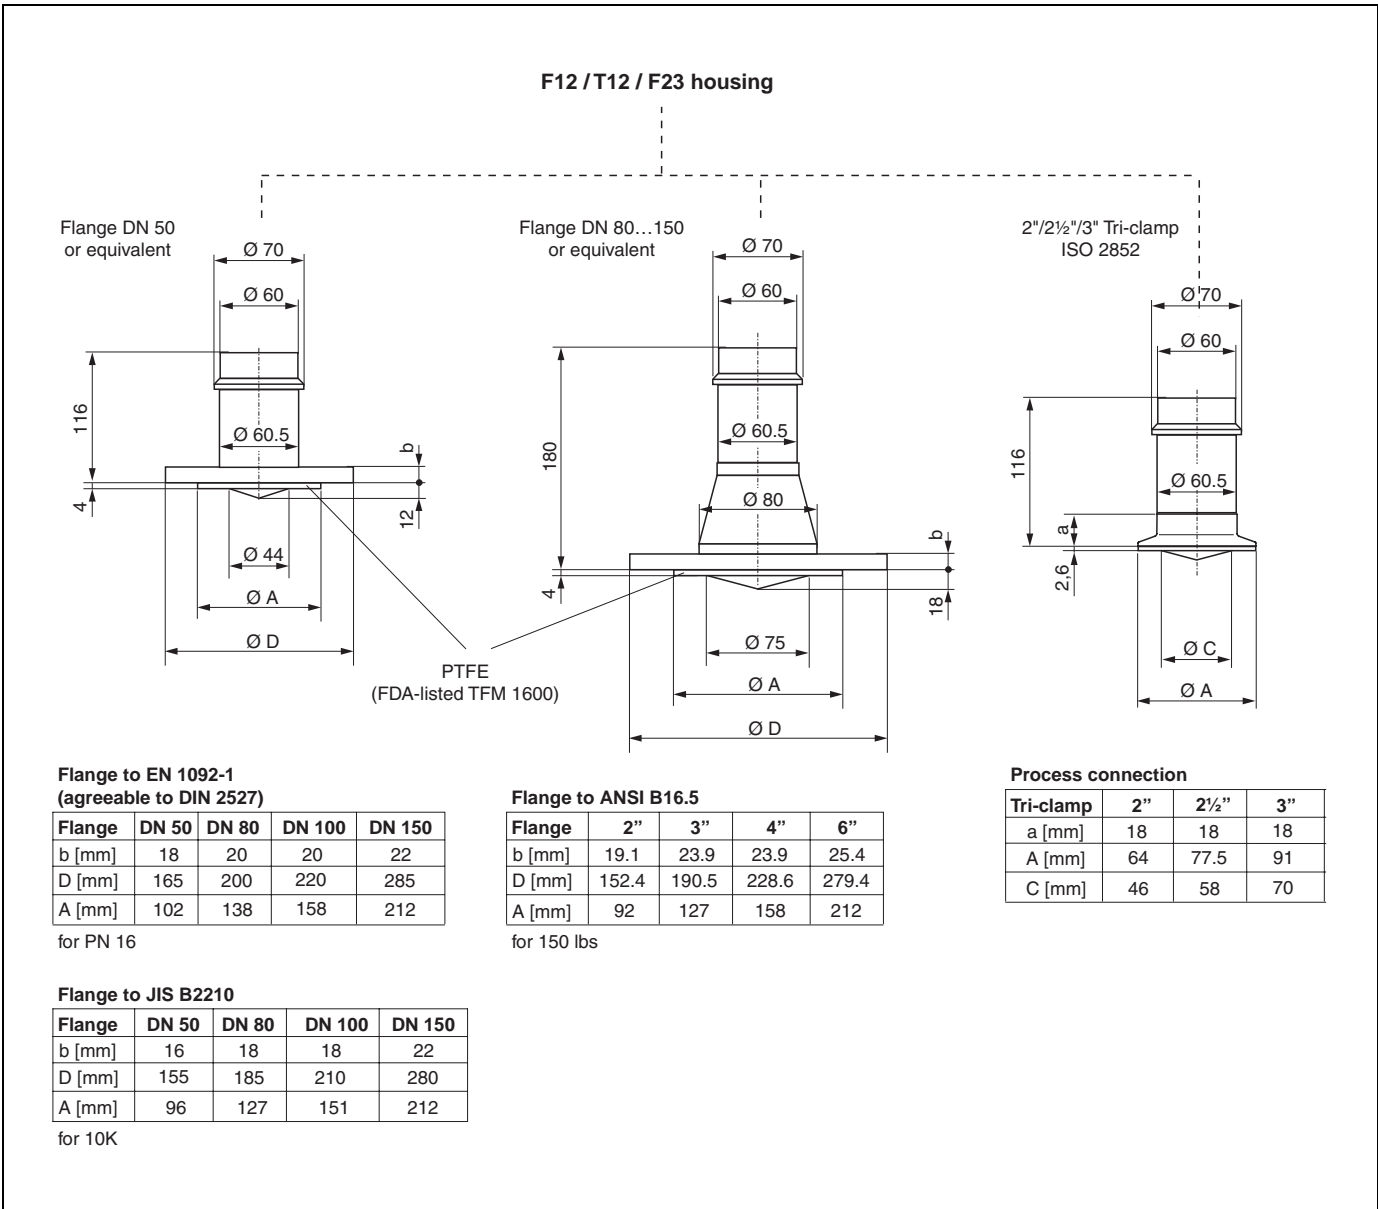 F12 / T12 / F23 housing
Flange DN 50
or equivalent
Ø 70
Ø 60
116
Ø 60.5
b
4
12
Ø 44
Ø A
Ø D
Flange DN 80…150
or equivalent
Ø 70
Ø 60
180
Ø 60.5
Ø 80
b
4
18
Ø 75
Ø A
Ø D
PTFE
(FDA-listed TFM 1600)
2"/2½"/3" Tri-clamp
ISO 2852
Ø 70
Ø 60
116
Ø 60.5
a
2,6
Ø C
Ø A
Flange to EN 1092-1
(agreeable to DIN 2527)
Flange DN 50 DN 80 DN 100 DN 150
b [mm] 18 20 20 22
D [mm] 165 200 220 285
A [mm] 102 138 158 212
for PN 16
Flange to ANSI B16.5
Flange 2” 3” 4” 6”
b [mm] 19.1 23.9 23.9 25.4
D [mm] 152.4 190.5 228.6 279.4
A [mm] 92 127 158 212
for 150 lbs
Process connection
Tri-clamp 2” 2½” 3”
a [mm] 18 18 18
A [mm] 64 77.5 91
C [mm] 46 58 70
Flange to JIS B2210
Flange DN 50 DN 80 DN 100 DN 150
b [mm] 16 18 18 22
D [mm] 155 185 210 280
A [mm] 96 127 151 212
for 10K